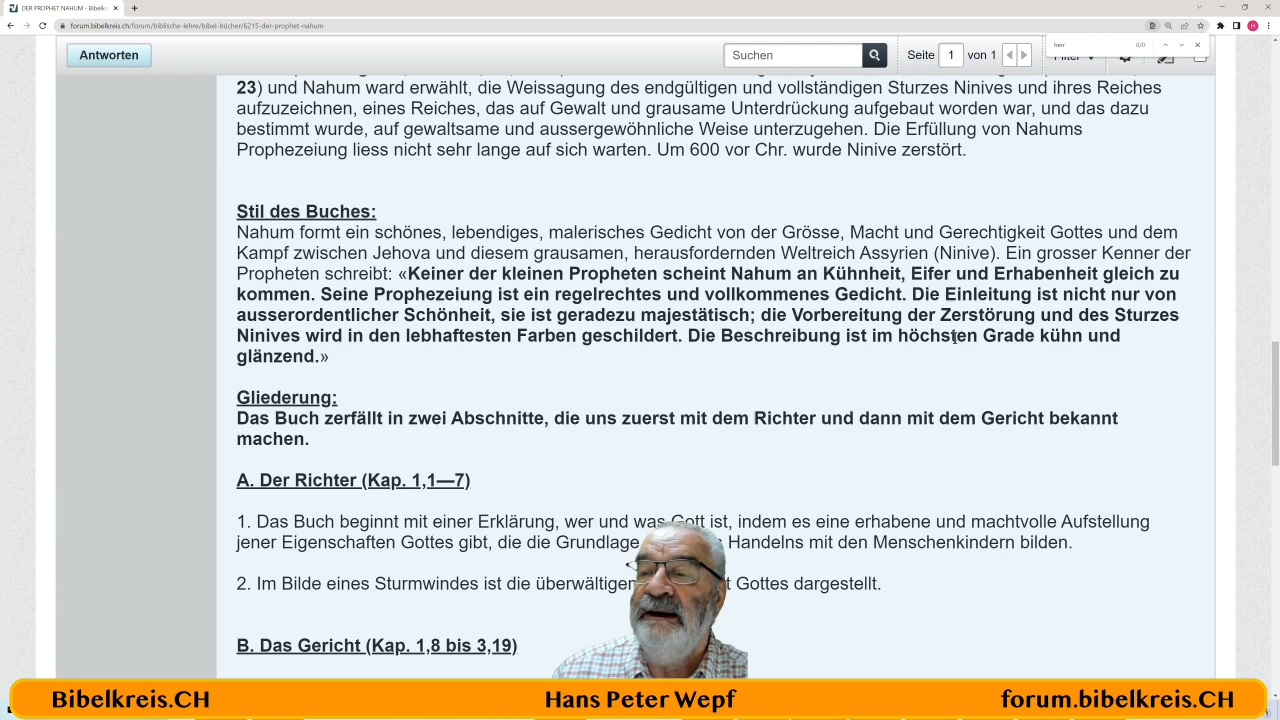 DER PROPHET NAHUM - Bibelkreis
forum.bibelkreis.ch/forum/biblische-lehre/bibel-bücher/6215-der-prophet-nahum
herr
0/0
Antworten
Suchen
Seite 1 von 1
23) und Nahum ward erwählt, die Weissagung des endgültigen und vollständigen Sturzes Ninives und ihres Reiches
aufzuzeichnen, eines Reiches, das auf Gewalt und grausame Unterdrückung aufgebaut worden war, und das dazu
bestimmt wurde, auf gewaltsame und aussergewöhnliche Weise unterzugehen. Die Erfüllung von Nahums
Prophezeiung liess nicht sehr lange auf sich warten. Um 600 vor Chr. wurde Ninive zerstört.
Stil des Buches:
Nahum formt ein schönes, lebendiges, malerisches Gedicht von der Grösse, Macht und Gerechtigkeit Gottes und dem
Kampf zwischen Jehova und diesem grausamen, herausfordernden Weltreich Assyrien (Ninive). Ein grosser Kenner der
Propheten schreibt: «Keiner der kleinen Propheten scheint Nahum an Kühnheit, Eifer und Erhabenheit gleich zu
kommen. Seine Prophezeiung ist ein regelrechtes und vollkommenes Gedicht. Die Einleitung ist nicht nur von
ausserordentlicher Schönheit, sie ist geradezu majestätisch; die Vorbereitung der Zerstörung und des Sturzes
Ninives wird in den lebhaftesten Farben geschildert. Die Beschreibung ist im höchsten Grade kühn und
glänzend.»
Gliederung:
Das Buch zerfällt in zwei Abschnitte, die uns zuerst mit dem Richter und dann mit dem Gericht bekannt
machen.
A. Der Richter (Kap. 1,1—7)
1. Das Buch beginnt mit einer Erklärung, wer und was Gott ist, indem es eine erhabene und machtvolle Aufstellung
jener Eigenschaften Gottes gibt, die die Grundlage Handelns mit den Menschenkindern bilden.
2. Im Bilde eines Sturmwindes ist die Gottes dargestellt.
B. Das Gericht (Kap. 1,8 bis 3,19)
Bibelkreis.CH
Hans Peter Wepf
forum.bibelkreis.CH